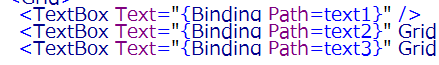 <TextBox Text="{Binding Path=text1}" />
<TextBox Text="{Binding Path=text2}" Grid
<TextBox Text="{Binding Path=text3}" Grid